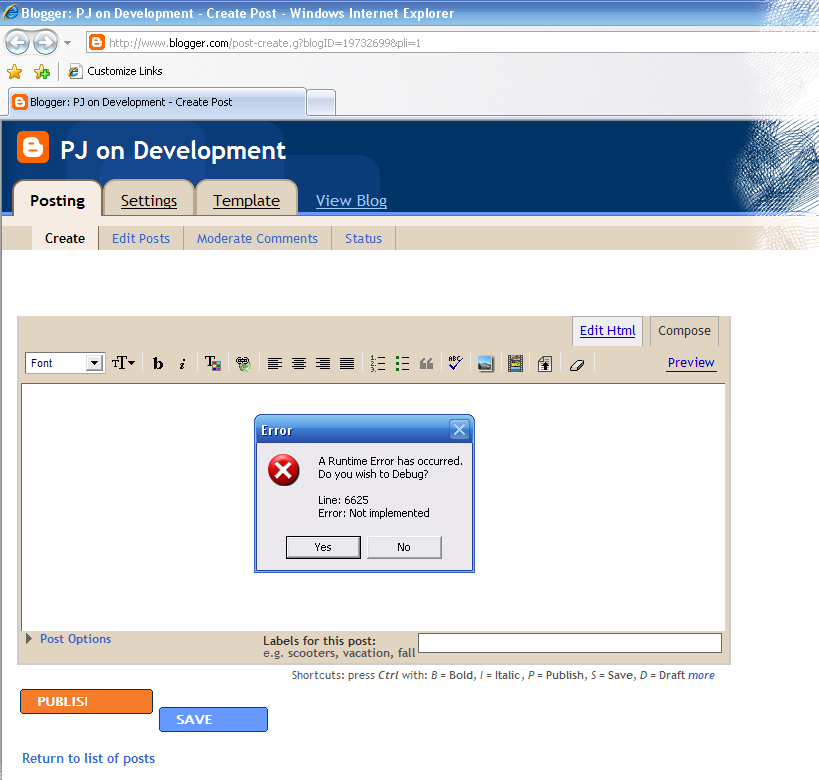 Blogger: PJ on Development - Create Post - Windows Internet Explorer
http://www.blogger.com/post-create.g?blogID=19732699&pli=1
Customize Links
Blogger: PJ on Development - Create Post
PJ on Development
Posting Settings Template View Blog
Create Edit Posts Moderate Comments Status
Edit Html Compose
Font b i ABC Preview
Error
A Runtime Error has occurred.
Do you wish to Debug?
Line: 6625
Error: Not implemented
Yes No
Post Options
Labels for this post:
e.g. scooters, vacation, fall
Shortcuts: press Ctrl with: B = Bold, I = Italic, P = Publish, S = Save, D = Draft more
PUBLISH
SAVE
Return to list of posts